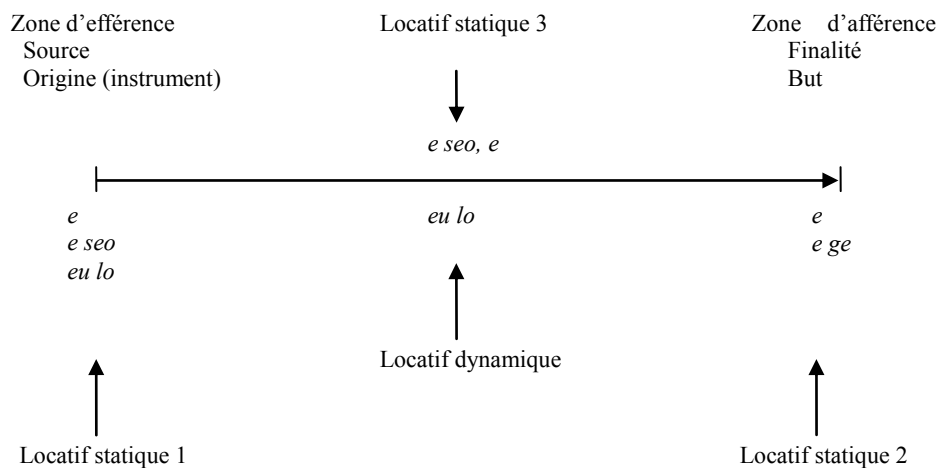 Zone d'efférence Locatif statique 3 Zone d'afférence
Source Finalité
Origine (instrument) But
e seo, e
e eu lo e
e seo e ge
eu lo
Locatif dynamique
Locatif statique 1 Locatif statique 2